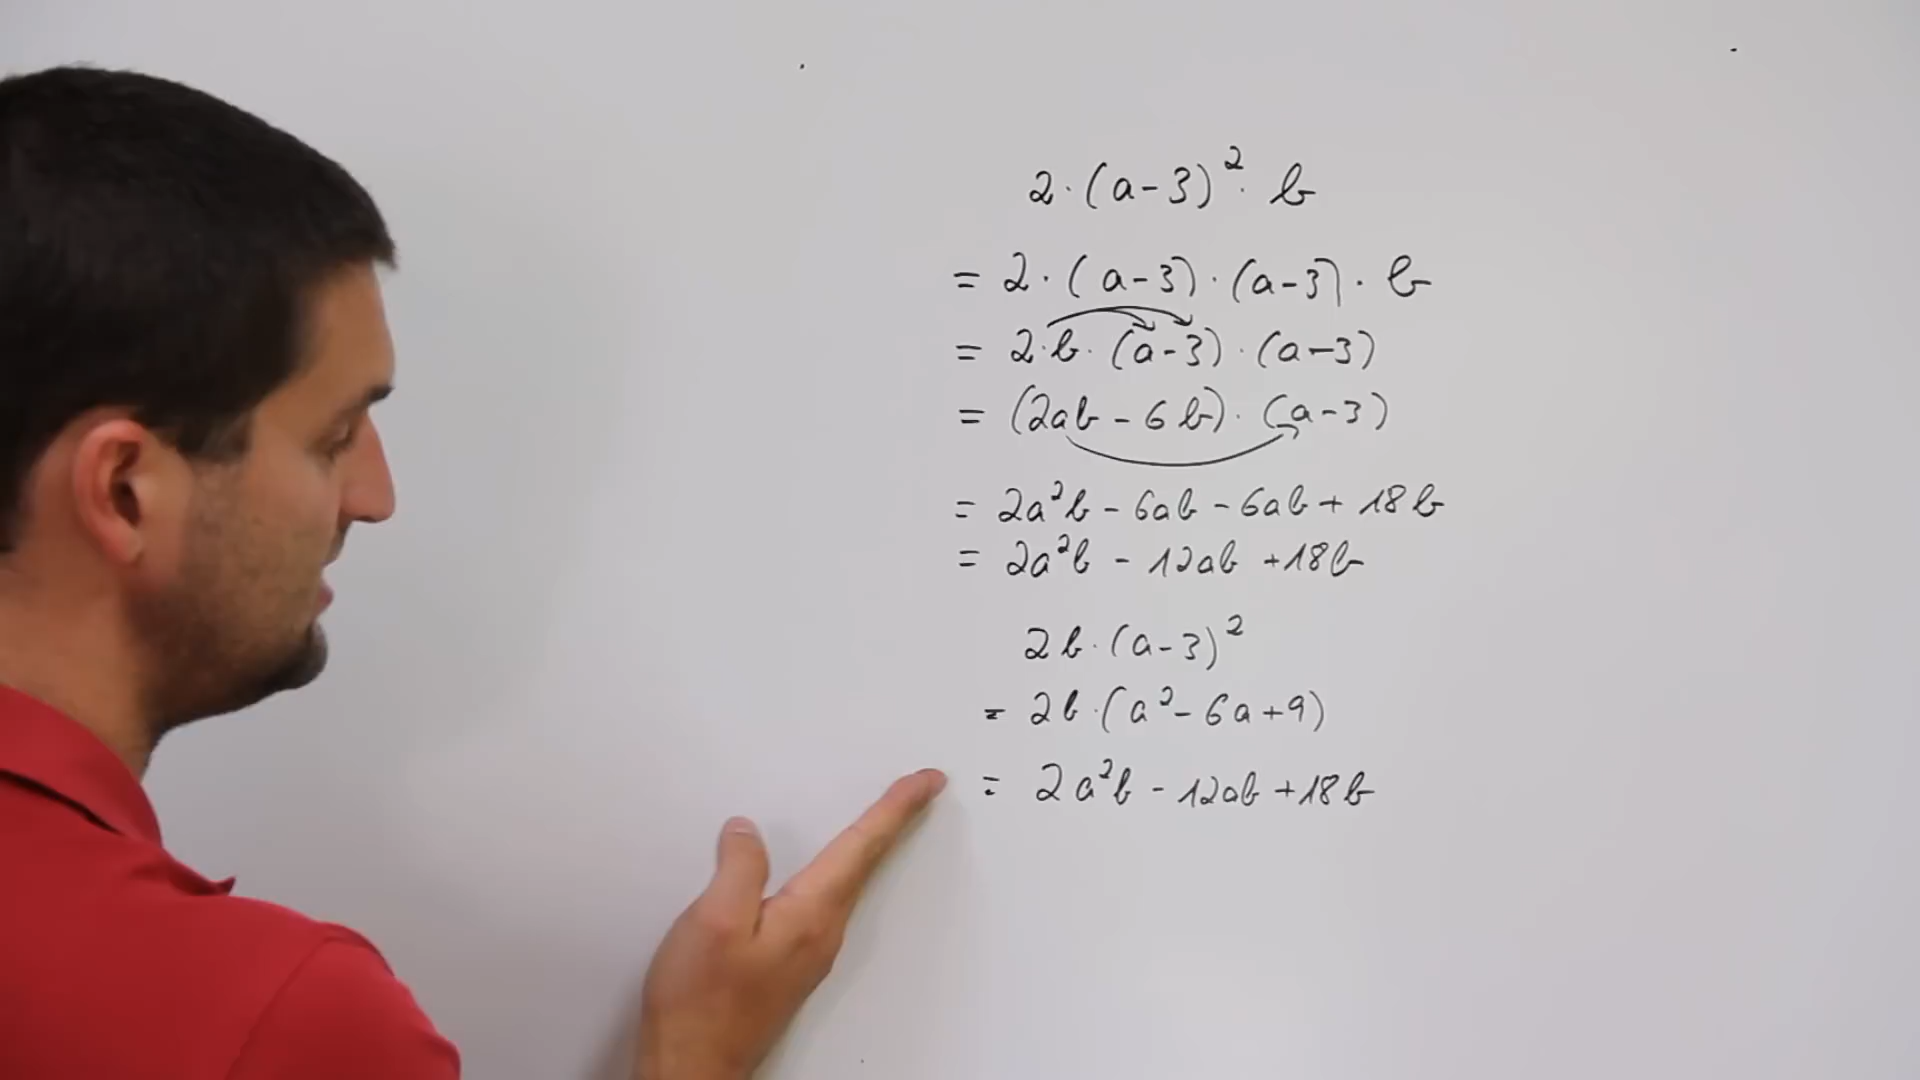 2 · (a-3)² · b
= 2 · (a-3) · (a-3) · b
= 2 · b · (a-3) · (a-3)
= (2ab - 6b) · (a-3)
= 2a²b - 6ab - 6ab + 18b
= 2a²b - 12ab + 18b
2b · (a-3)²
= 2b · (a² - 6a + 9)
= 2a²b - 12ab + 18b